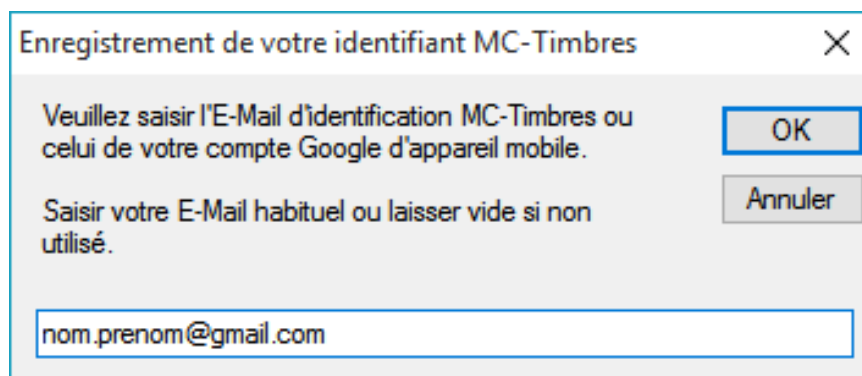 Enregistrement de votre identifiant MC-Timbres
Veuillez saisir l'E-Mail d'identification MC-Timbres ou
celui de votre compte Google d'appareil mobile.
OK
Annuler
Saisir votre E-Mail habituel ou laisser vide si non
utilisé.
nom.prenom@gmail.com